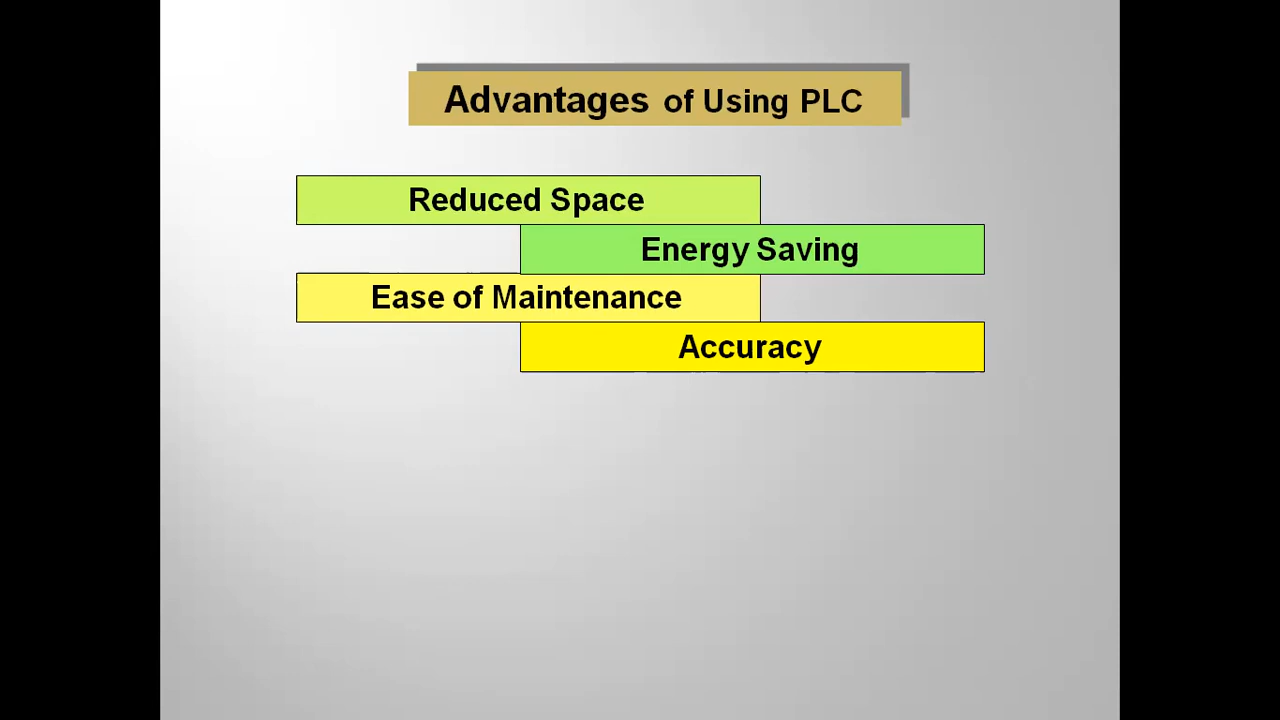 Advantages of Using PLC
Reduced Space
Energy Saving
Ease of Maintenance
Accuracy